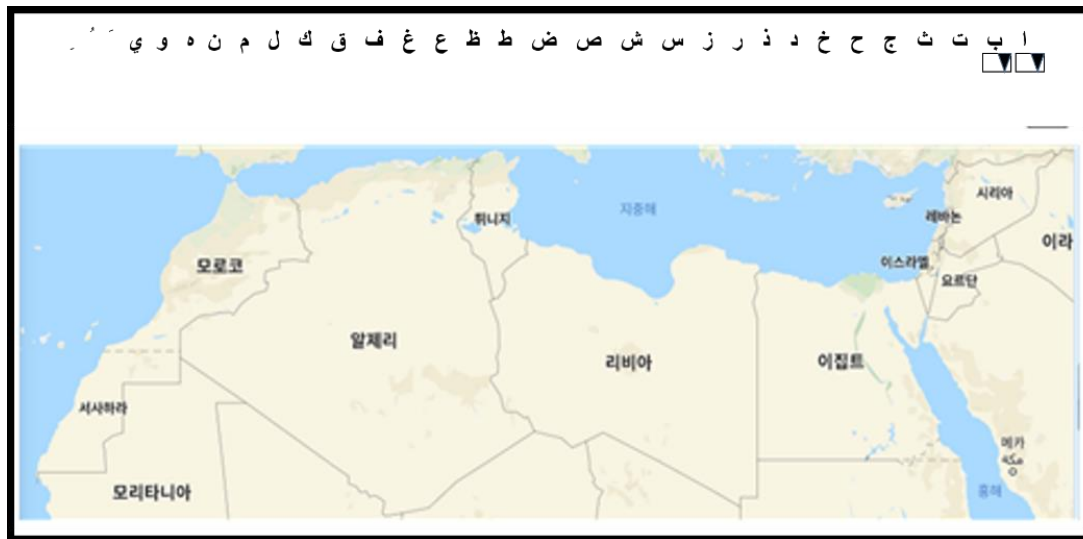 ا ب ت ث ج ح خ د ذ ر ز س ش ص ض ط ظ ع غ ف ق ك ل م ن ه و ي َ ُ ِ
시리아
지중해
튀니지
레바논
이라
모로코
이스라엘
요르단
알제리
리비아
이집트
서사하라
메카
مكة
모리타니아
홍해